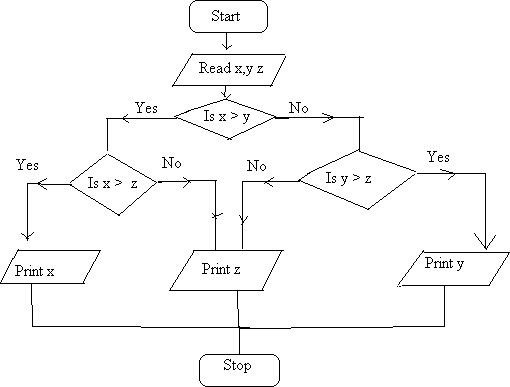 Start
Read x,y z
Is x > y
Yes
No
Is x > z
Yes
No
Is y > z
No
Yes
Print x
Print z
Print y
Stop